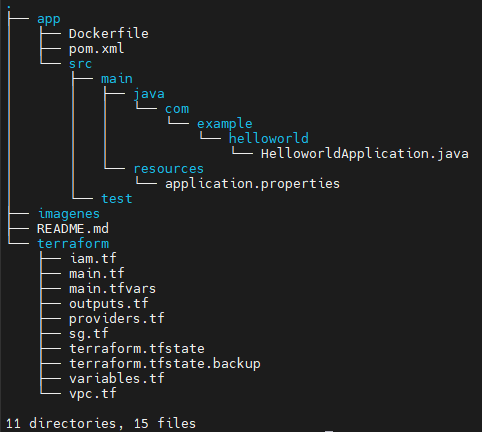 .
├── app
│   ├── Dockerfile
│   ├── pom.xml
│   └── src
│       ├── main
│       │   ├── java
│       │   │   └── com
│       │   │       └── example
│       │   │           └── helloworld
│       │   │               └── HelloworldApplication.java
│       │   └── resources
│       │       └── application.properties
│       └── test
├── imagenes
├── README.md
└── terraform
    ├── iam.tf
    ├── main.tf
    ├── main.tfvars
    ├── outputs.tf
    ├── providers.tf
    ├── sg.tf
    ├── terraform.tfstate
    ├── terraform.tfstate.backup
    ├── variables.tf
    └── vpc.tf

11 directories, 15 files